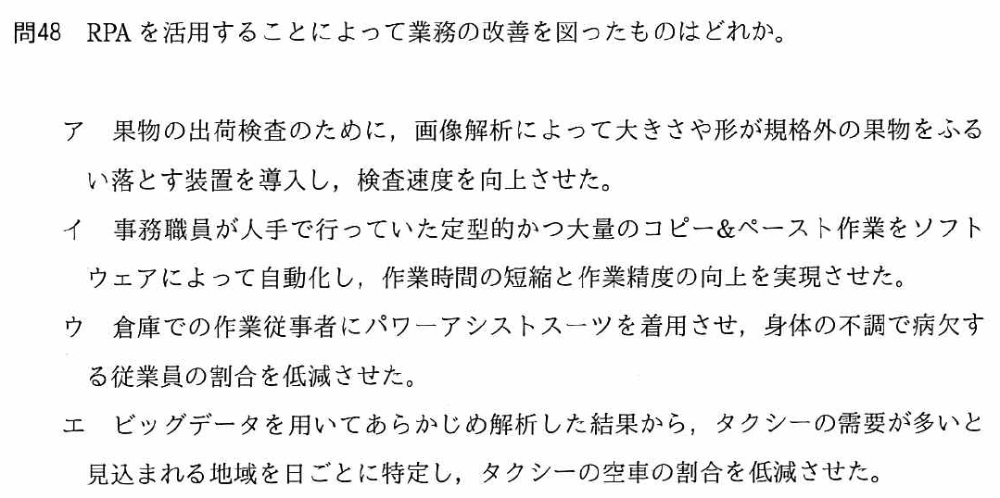 問48　RPA を活用することによって業務の改善を図ったものはどれか。
ア　果物の出荷検査のために，画像解析によって大きさや形が規格外の果物をふる
い落とす装置を導入し，検査速度を向上させた。
イ　事務職員が人手で行っていた定型的かつ大量のコピー&ペースト作業をソフト
ウェアによって自動化し，作業時間の短縮と作業精度の向上を実現させた。
ウ　倉庫での作業従事者にパワーアシストスーツを着用させ，身体の不調で病欠す
る従業員の割合を低減させた。
エ　ビッグデータを用いてあらかじめ解析した結果から，タクシーの需要が多いと
見込まれる地域を日ごとに特定し，タクシーの空車の割合を低減させた。